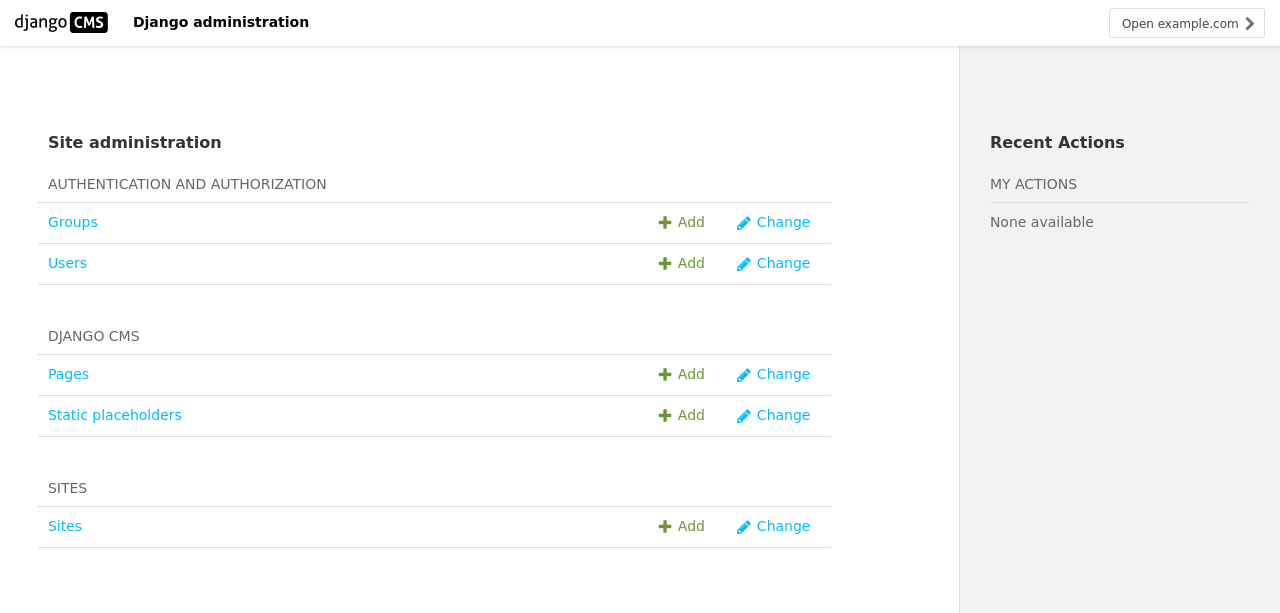 django CMS Django administration Open example.com
Site administration
AUTHENTICATION AND AUTHORIZATION
Groups Add Change
Users Add Change
DJANGO CMS
Pages Add Change
Static placeholders Add Change
SITES
Sites Add Change
Recent Actions
MY ACTIONS
None available